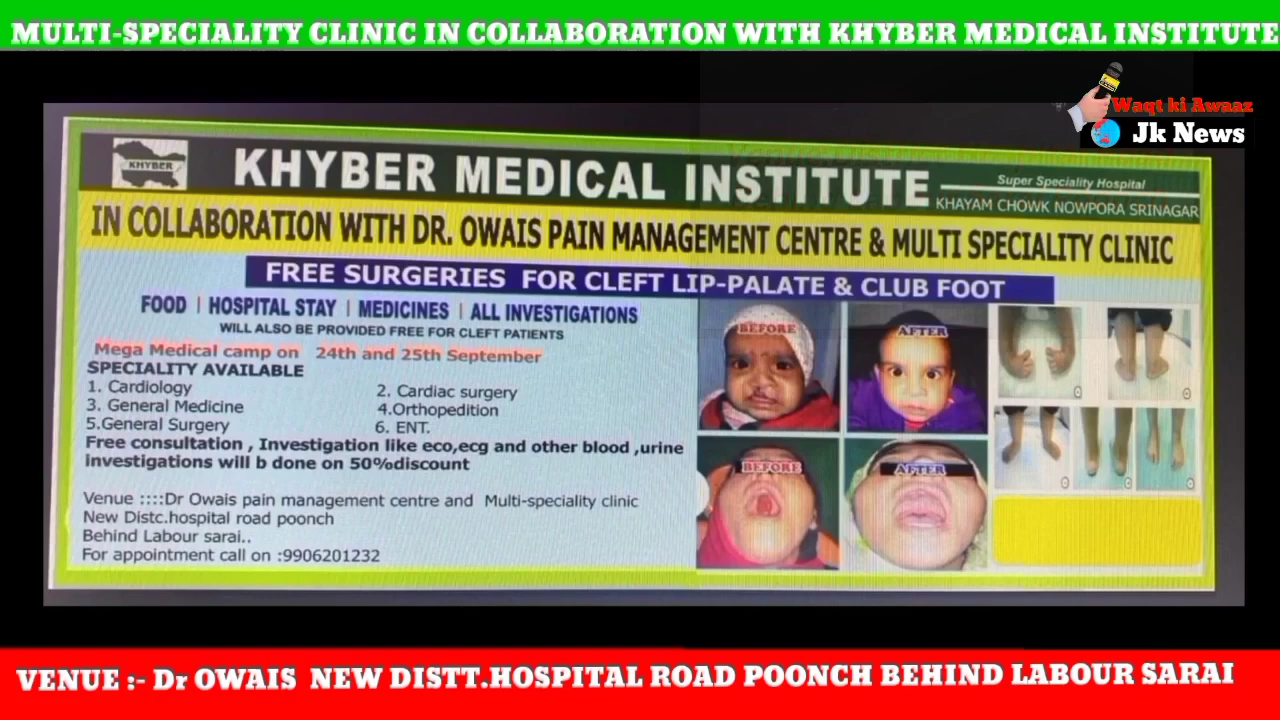 MULTI-SPECIALITY CLINIC IN COLLABORATION WITH KHYBER MEDICAL INSTITUTE
Waqt ki Awaaz
Jk News
KHYBER
KHYBER MEDICAL INSTITUTE
Super Speciality Hospital
KHAYAM CHOWK NOWPORA SRINAGAR
IN COLLABORATION WITH DR. OWAIS PAIN MANAGEMENT CENTRE & MULTI SPECIALITY CLINIC
FREE SURGERIES FOR CLEFT LIP-PALATE & CLUB FOOT
FOOD | HOSPITAL STAY | MEDICINES | ALL INVESTIGATIONS
WILL ALSO BE PROVIDED FREE FOR CLEFT PATIENTS
Mega Medical camp on 24th and 25th September
SPECIALITY AVAILABLE
1. Cardiology
2. Cardiac surgery
3. General Medicine
4.Orthopedition
5.General Surgery
6. ENT.
Free consultation , Investigation like eco,ecg and other blood ,urine
investigations will b done on 50%discount
Venue ::::Dr Owais pain management centre and Multi-speciality clinic
New Distc.hospital road poonch
Behind Labour sarai..
For appointment call on :9906201232
BEFORE
AFTER
BEFORE
AFTER
VENUE :- Dr OWAIS NEW DISTT.HOSPITAL ROAD POONCH BEHIND LABOUR SARAI